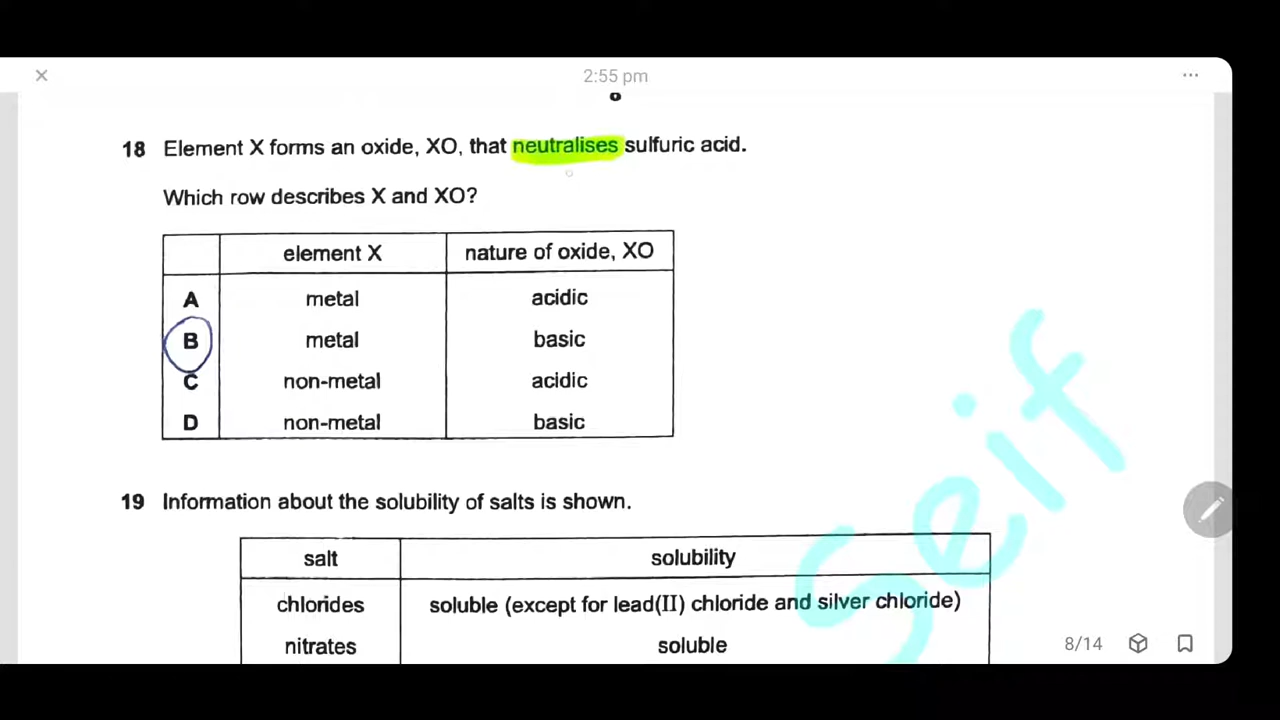 2:55 pm
18 Element X forms an oxide, XO, that neutralises sulfuric acid.
Which row describes X and XO?
element X nature of oxide, XO
A metal acidic
B metal basic
C non-metal acidic
D non-metal basic
19 Information about the solubility of salts is shown.
salt solubility
chlorides soluble (except for lead(II) chloride and silver chloride)
nitrates soluble
Seif
8/14